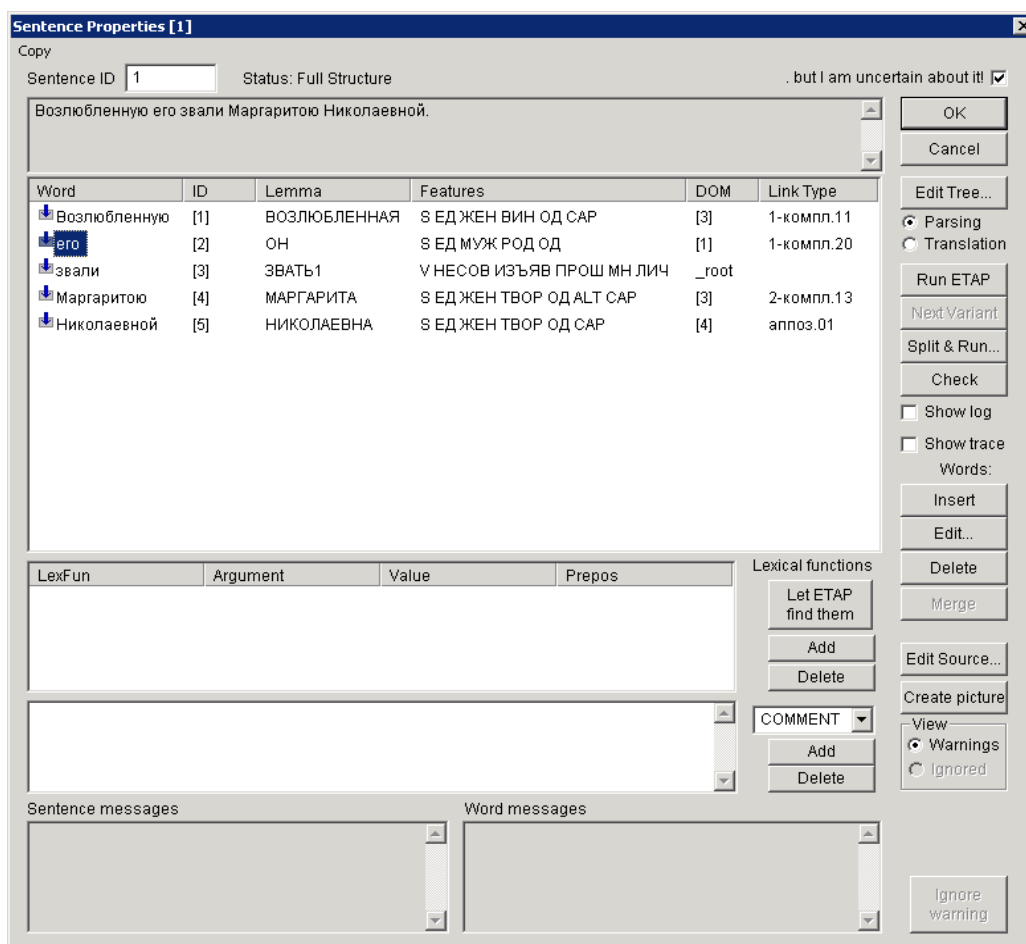 Sentence Properties [1]
Copy
Sentence ID 1 Status: Full Structure . but I am uncertain about it!
Возлюбленную его звали Маргаритою Николаевной.
OK
Cancel
Word ID Lemma Features DOM Link Type
Возлюбленную [1] ВОЗЛЮБЛЕННАЯ S ЕД ЖЕН ВИН ОД CAP [3] 1-компл.11
его [2] ОН S ЕД МУЖ РОД ОД [1] 1-компл.20
звали [3] ЗВАТЬ1 V НЕСОВ ИЗЪЯВ ПРОШ МН ЛИЧ _root
Маргаритою [4] МАРГАРИТА S ЕД ЖЕН ТВОР ОД ALT CAP [3] 2-компл.13
Николаевной [5] НИКОЛАЕВНА S ЕД ЖЕН ТВОР ОД CAP [4] аппоз.01
Edit Tree...
Parsing
Translation
Run ETAP
Next Variant
Split & Run...
Check
Show log
Show trace
Words:
Insert
Edit...
Delete
Merge
Edit Source...
Create picture
View
Warnings
Ignored
LexFun Argument Value Prepos
Lexical functions
Let ETAP
find them
Add
Delete
COMMENT
Add
Delete
Sentence messages Word messages
Ignore
warning